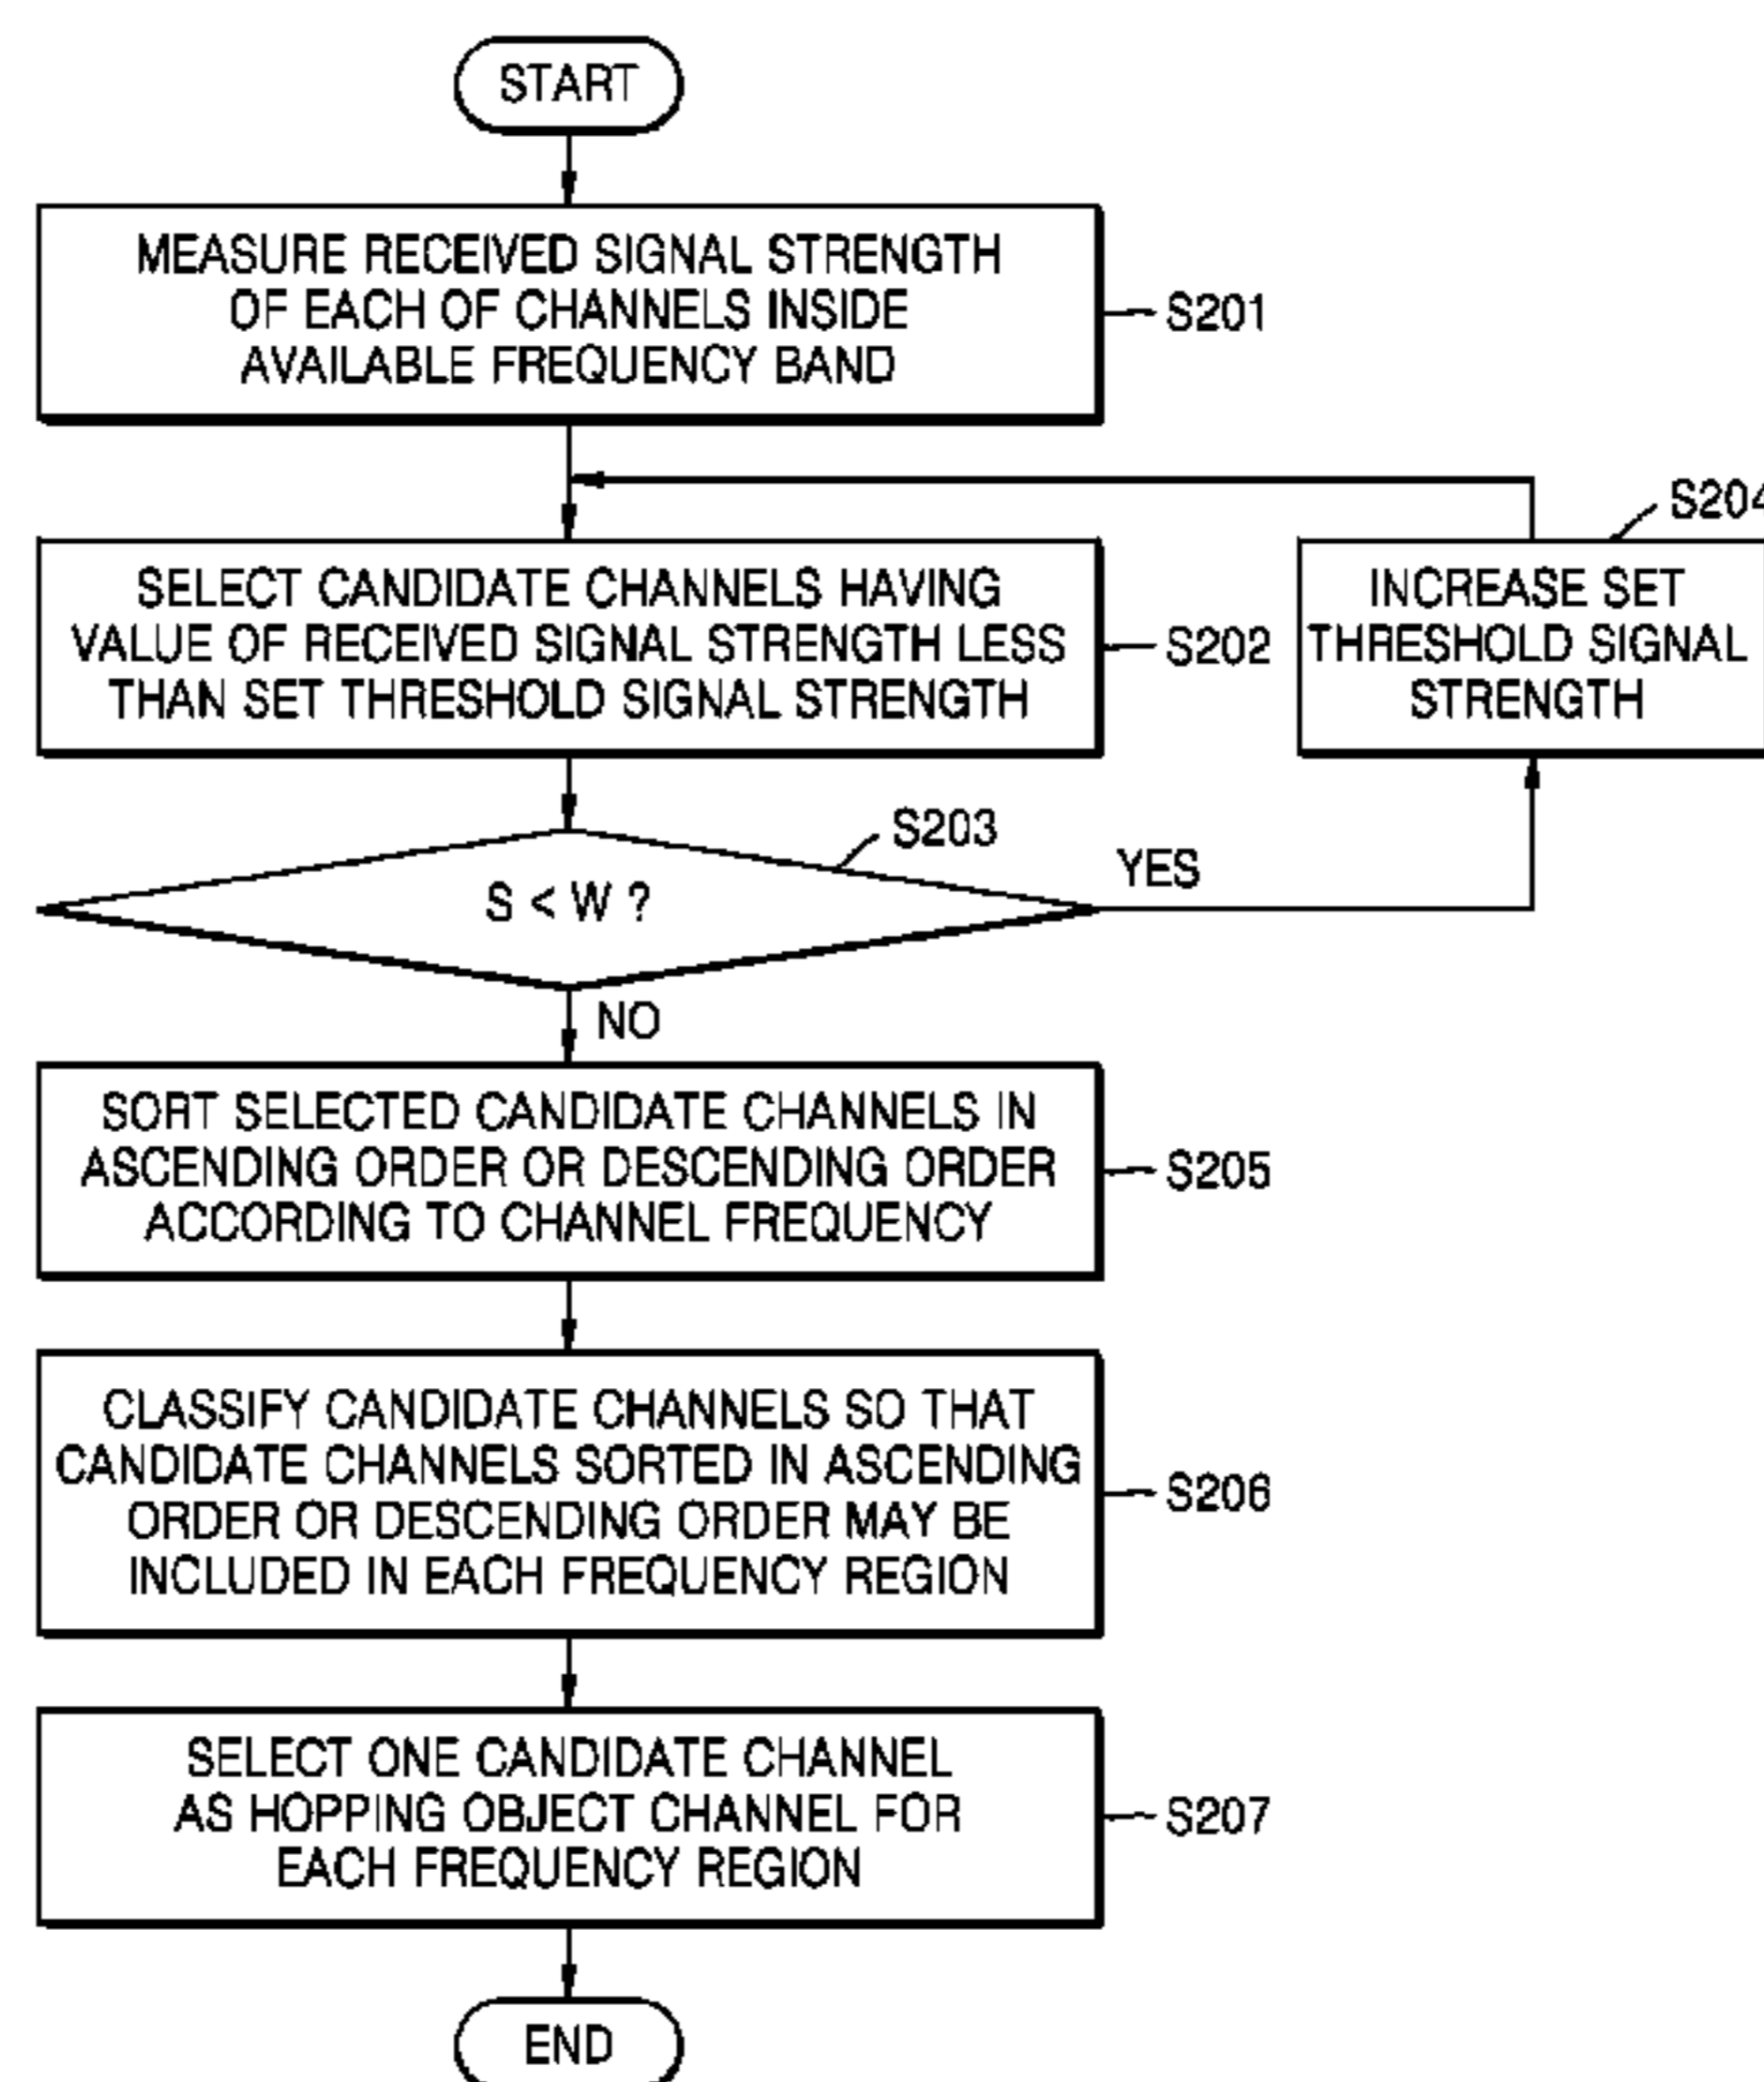 START
MEASURE RECEIVED SIGNAL STRENGTH
OF EACH OF CHANNELS INSIDE
AVAILABLE FREQUENCY BAND
S201
SELECT CANDIDATE CHANNELS HAVING
VALUE OF RECEIVED SIGNAL STRENGTH LESS
THAN SET THRESHOLD SIGNAL STRENGTH
S202
S204
INCREASE SET
THRESHOLD SIGNAL
STRENGTH
S203
S < W ?
YES
NO
SORT SELECTED CANDIDATE CHANNELS IN
ASCENDING ORDER OR DESCENDING ORDER
ACCORDING TO CHANNEL FREQUENCY
S205
CLASSIFY CANDIDATE CHANNELS SO THAT
CANDIDATE CHANNELS SORTED IN ASCENDING
ORDER OR DESCENDING ORDER MAY BE
INCLUDED IN EACH FREQUENCY REGION
S206
SELECT ONE CANDIDATE CHANNEL
AS HOPPING OBJECT CHANNEL FOR
EACH FREQUENCY REGION
S207
END